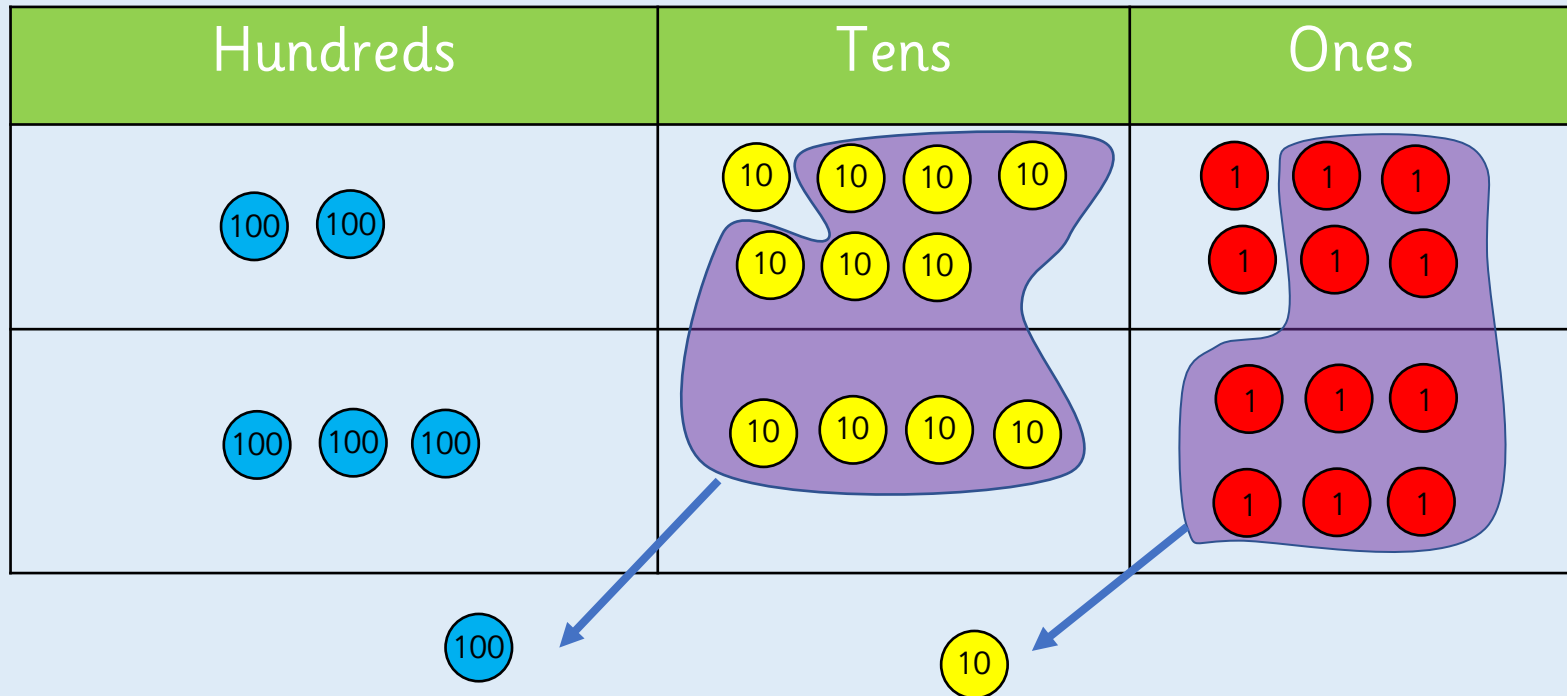 Hundreds Tens Ones
10 10 10 10 1 1 1
100 100 10 10 10 1 1 1
10 10 10 10 1 1 1
100 100 100 1 1 1
100 10